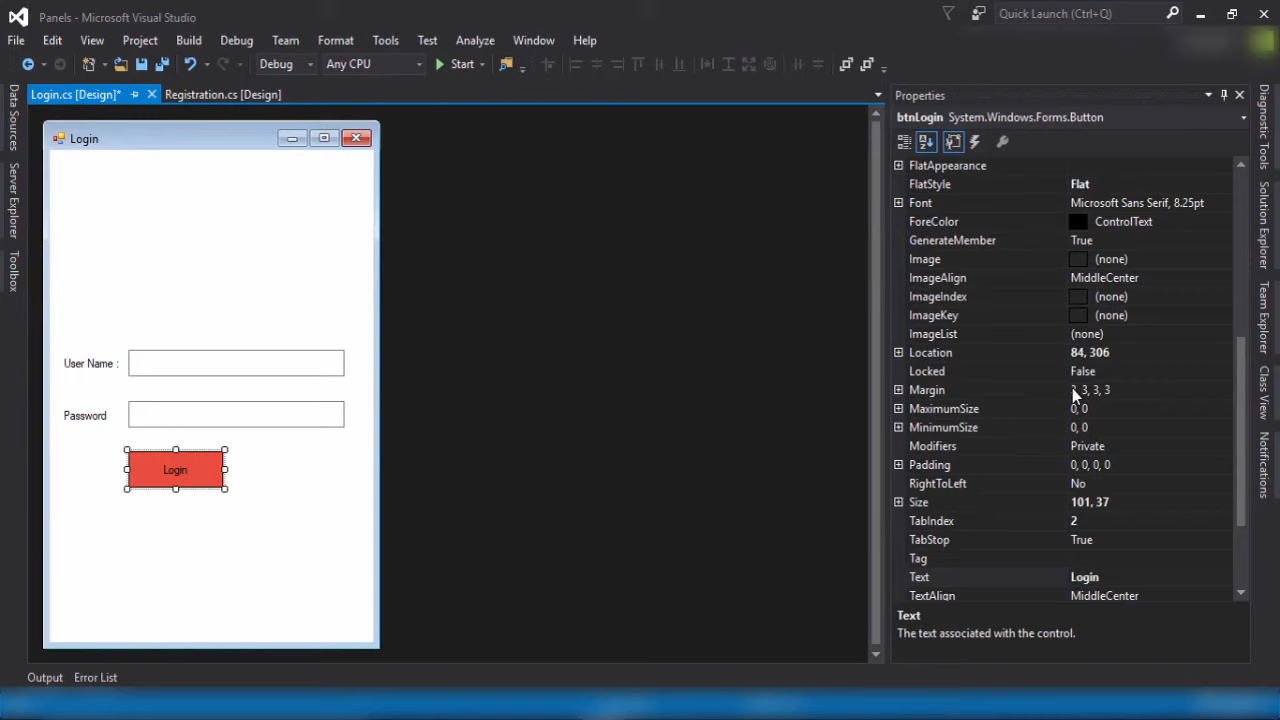 Panels - Microsoft Visual Studio
Quick Launch (Ctrl+Q)
File Edit View Project Build Debug Team Format Tools Test Analyze Window Help
Debug Any CPU Start
Data Sources
Server Explorer
Toolbox
Login.cs [Design]* Registration.cs [Design]
Login
User Name :
Password
Login
Properties
btnLogin System.Windows.Forms.Button
FlatAppearance
FlatStyle Flat
Font Microsoft Sans Serif, 8.25pt
ForeColor ControlText
GenerateMember True
Image (none)
ImageAlign MiddleCenter
ImageIndex (none)
ImageKey (none)
ImageList (none)
Location 84, 306
Locked False
Margin 3, 3, 3, 3
MaximumSize 0, 0
MinimumSize 0, 0
Modifiers Private
Padding 0, 0, 0, 0
RightToLeft No
Size 101, 37
TabIndex 2
TabStop True
Tag
Text Login
TextAlign MiddleCenter
Text
The text associated with the control.
Diagnostic Tools
Solution Explorer
Team Explorer
Class View
Notifications
Output Error List